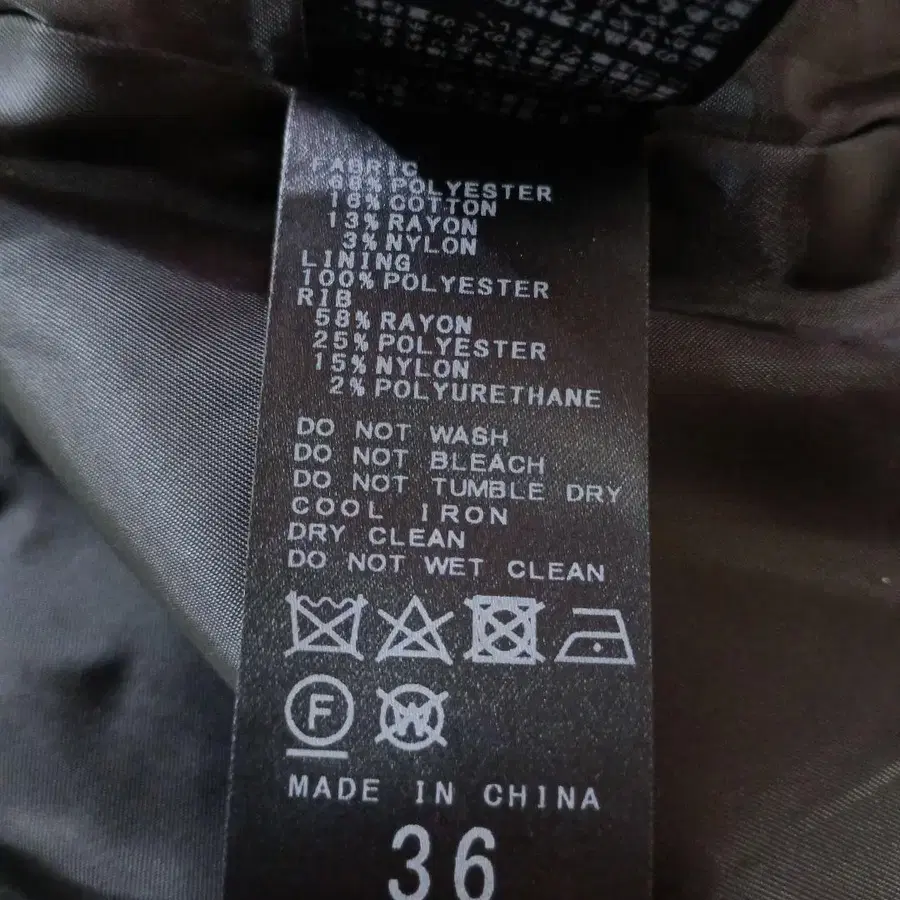 FABRIC
68% POLYESTER
16% COTTON
13% RAYON
3% NYLON
LINING
100% POLYESTER
RIB
58% RAYON
25% POLYESTER
15% NYLON
2% POLYURETHANE
DO NOT WASH
DO NOT BLEACH
DO NOT TUMBLE DRY
COOL IRON
DRY CLEAN
DO NOT WET CLEAN
F W
MADE IN CHINA
36